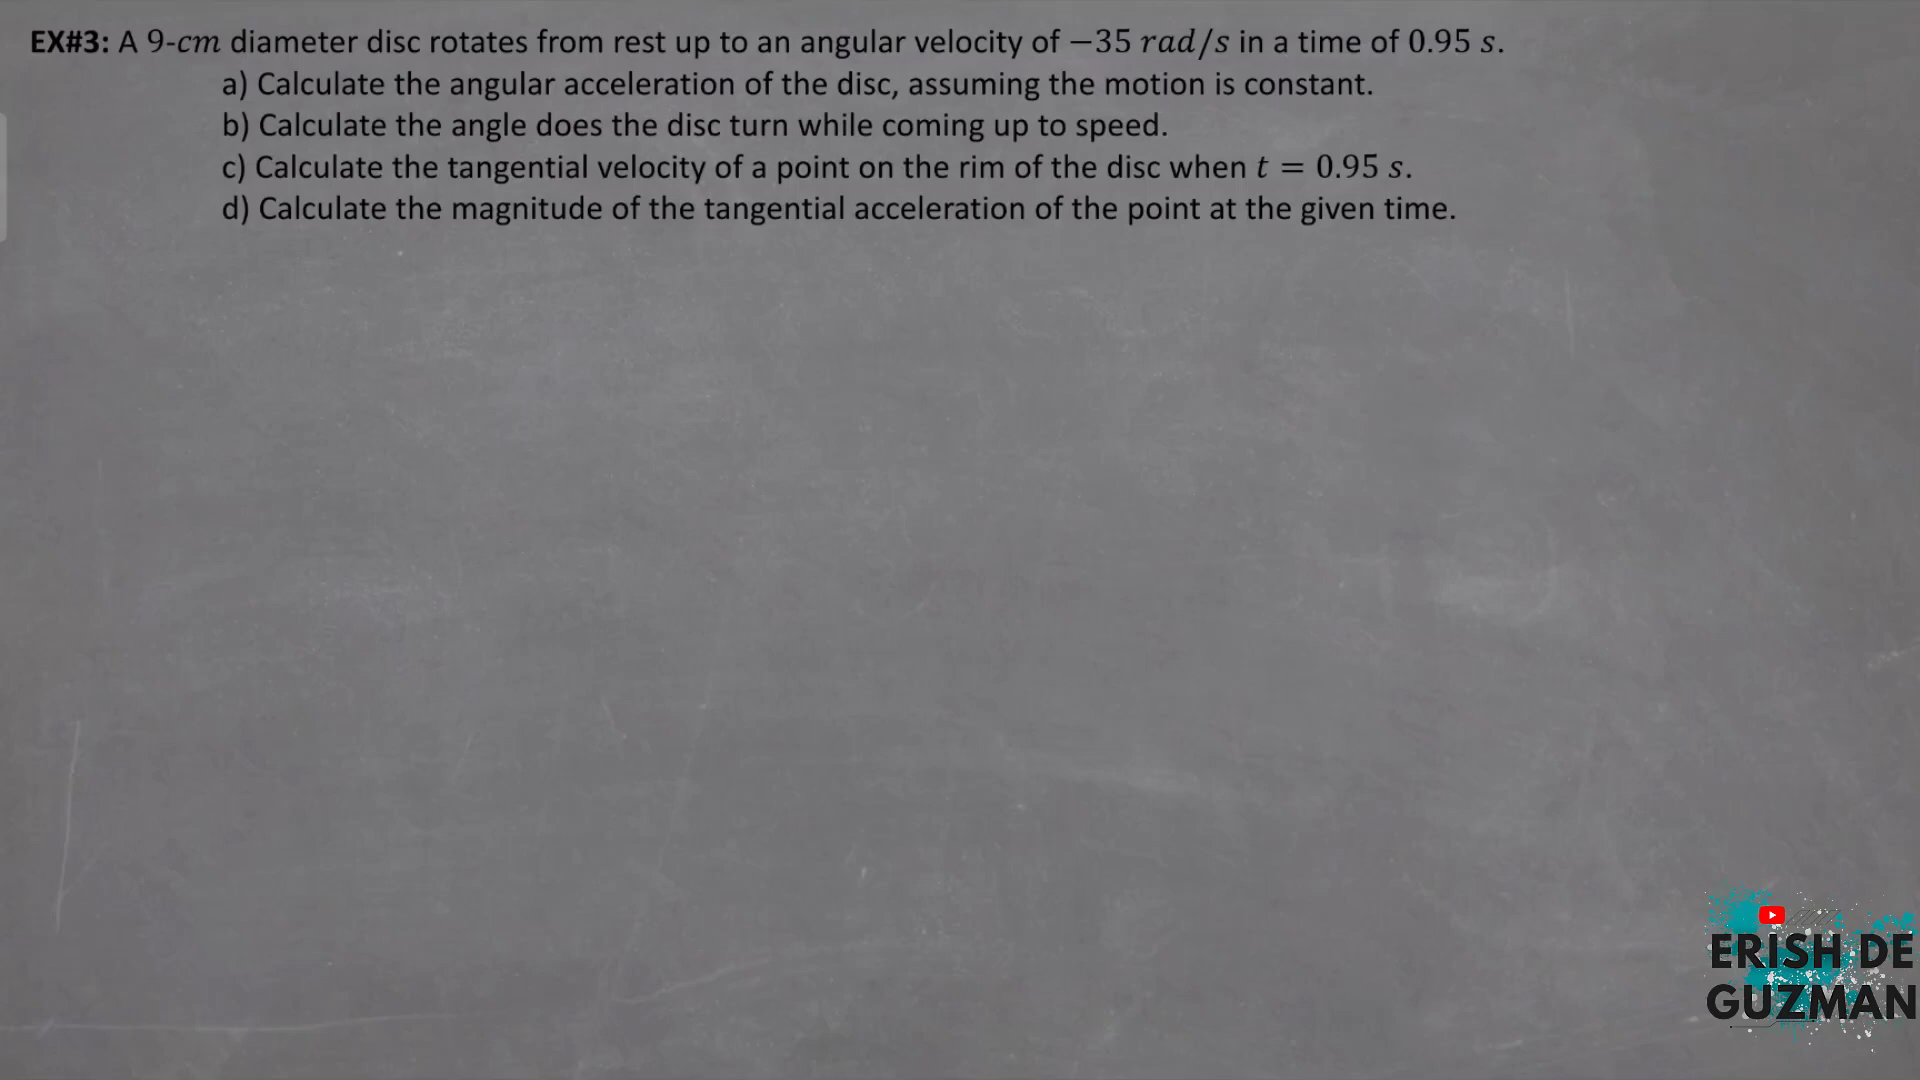 EX#3: A 9-cm diameter disc rotates from rest up to an angular velocity of −35 rad/s in a time of 0.95 s.
a) Calculate the angular acceleration of the disc, assuming the motion is constant.
b) Calculate the angle does the disc turn while coming up to speed.
c) Calculate the tangential velocity of a point on the rim of the disc when t = 0.95 s.
d) Calculate the magnitude of the tangential acceleration of the point at the given time.
ERISH DE
GUZMAN